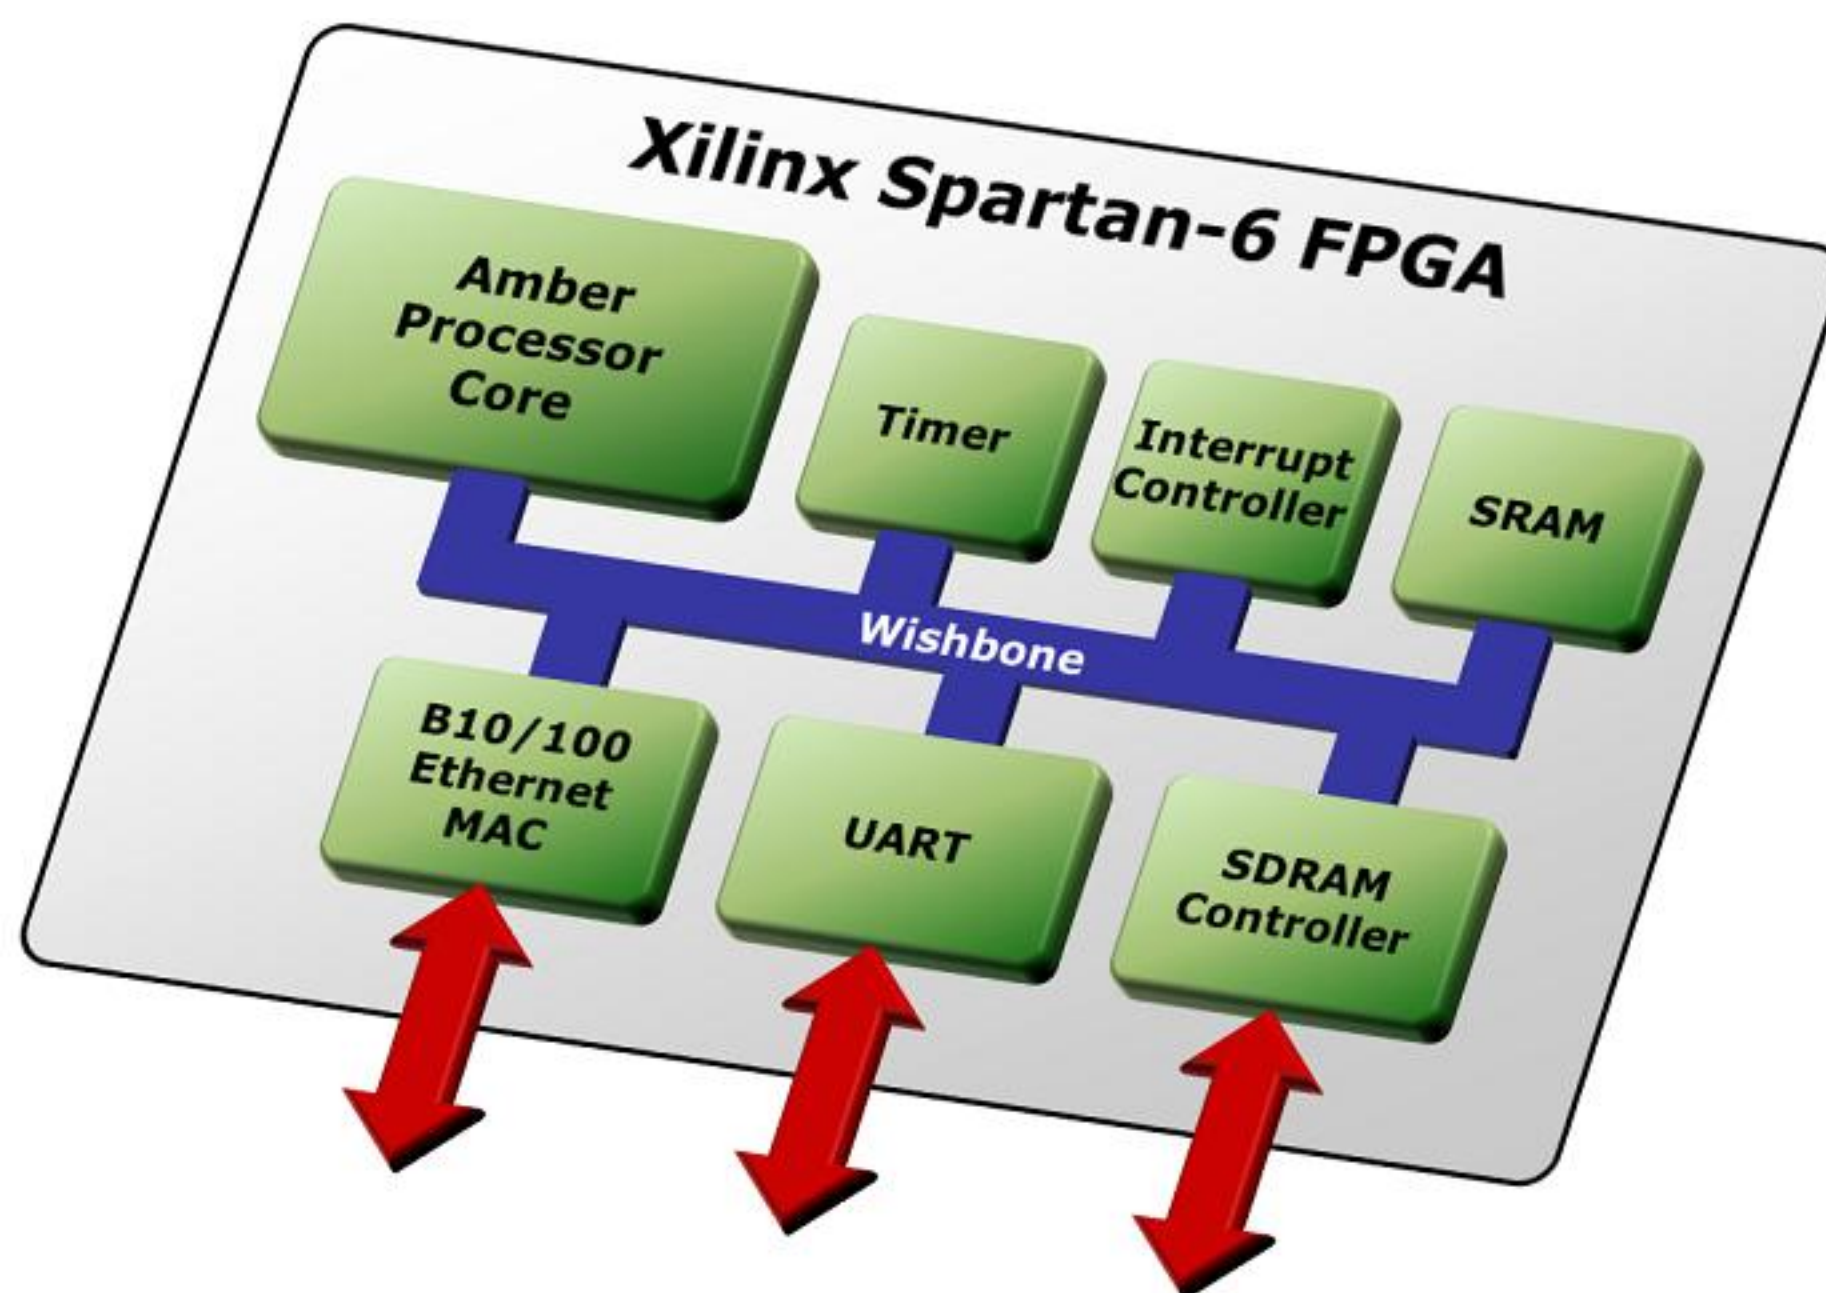 Xilinx Spartan-6 FPGA
Amber
Processor
Core
Timer
Interrupt
Controller
SRAM
Wishbone
B10/100
Ethernet
MAC
UART
SDRAM
Controller